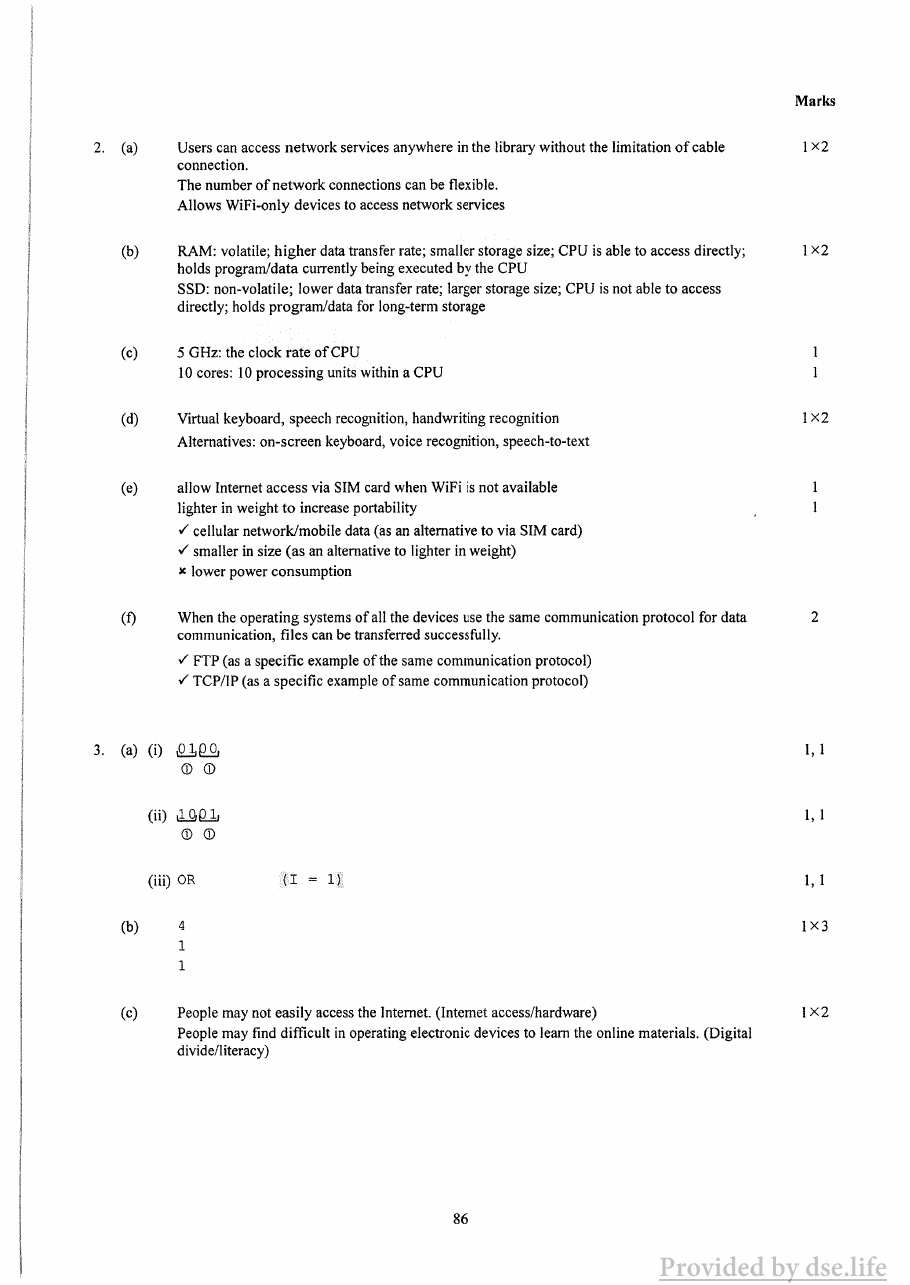 Marks
2. (a) Users can access network services anywhere in the library without the limitation of cable 1×2
connection.
The number of network connections can be flexible.
Allows WiFi-only devices to access network services
(b) RAM: volatile; higher data transfer rate; smaller storage size; CPU is able to access directly; 1×2
holds program/data currently being executed by the CPU
SSD: non-volatile; lower data transfer rate; larger storage size; CPU is not able to access
directly; holds program/data for long-term storage
(c) 5 GHz: the clock rate of CPU 1
10 cores: 10 processing units within a CPU 1
(d) Virtual keyboard, speech recognition, handwriting recognition 1×2
Alternatives: on-screen keyboard, voice recognition, speech-to-text
(e) allow Internet access via SIM card when WiFi is not available 1
lighter in weight to increase portability 1
✓ cellular network/mobile data (as an alternative to via SIM card)
✓ smaller in size (as an alternative to lighter in weight)
× lower power consumption
(f) When the operating systems of all the devices use the same communication protocol for data 2
communication, files can be transferred successfully.
✓ FTP (as a specific example of the same communication protocol)
✓ TCP/IP (as a specific example of same communication protocol)
3. (a) (i) 0100 1, 1
① ①
(ii) 1001 1, 1
① ①
(iii) OR (I = 1) 1, 1
(b) 4 1×3
1
1
(c) People may not easily access the Internet. (Internet access/hardware) 1×2
People may find difficult in operating electronic devices to learn the online materials. (Digital
divide/literacy)
86
Provided by dse.life